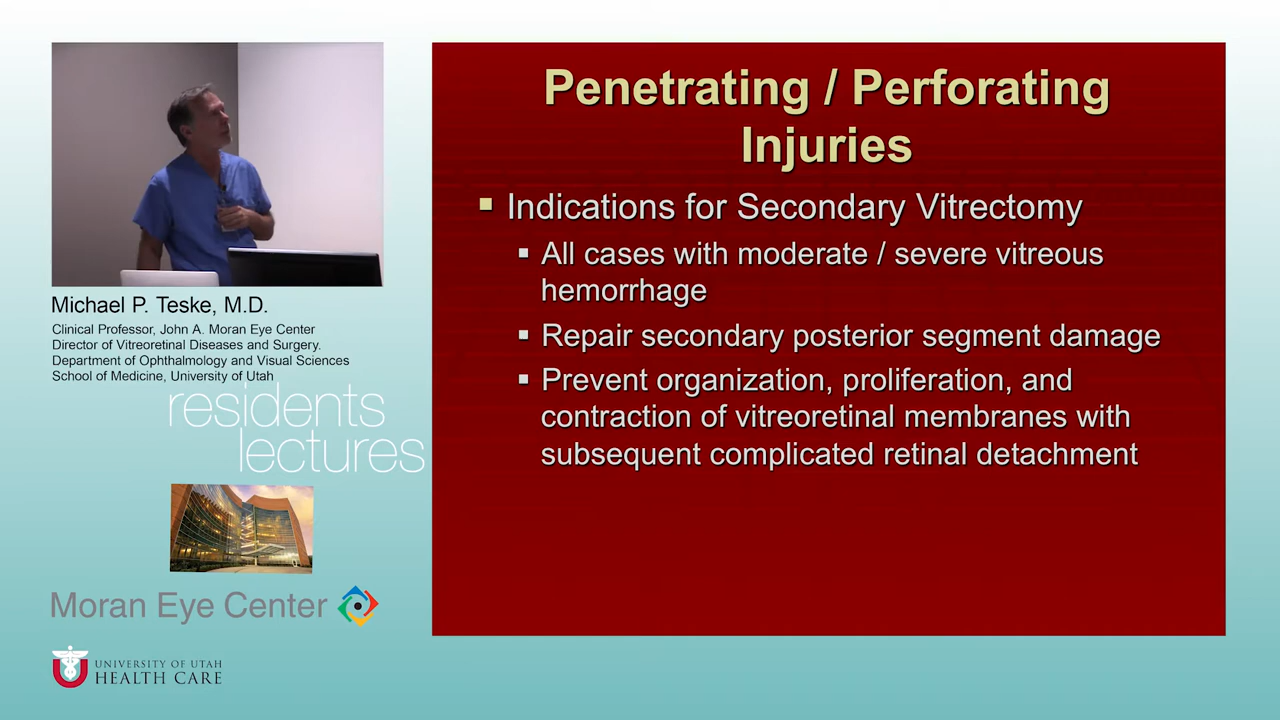 Penetrating / Perforating
Injuries
▪ Indications for Secondary Vitrectomy
▪ All cases with moderate / severe vitreous
hemorrhage
▪ Repair secondary posterior segment damage
▪ Prevent organization, proliferation, and
contraction of vitreoretinal membranes with
subsequent complicated retinal detachment
Michael P. Teske, M.D.
Clinical Professor, John A. Moran Eye Center
Director of Vitreoretinal Diseases and Surgery.
Department of Ophthalmology and Visual Sciences
School of Medicine, University of Utah
residents
lectures
Moran Eye Center
UNIVERSITY OF UTAH
HEALTH CARE